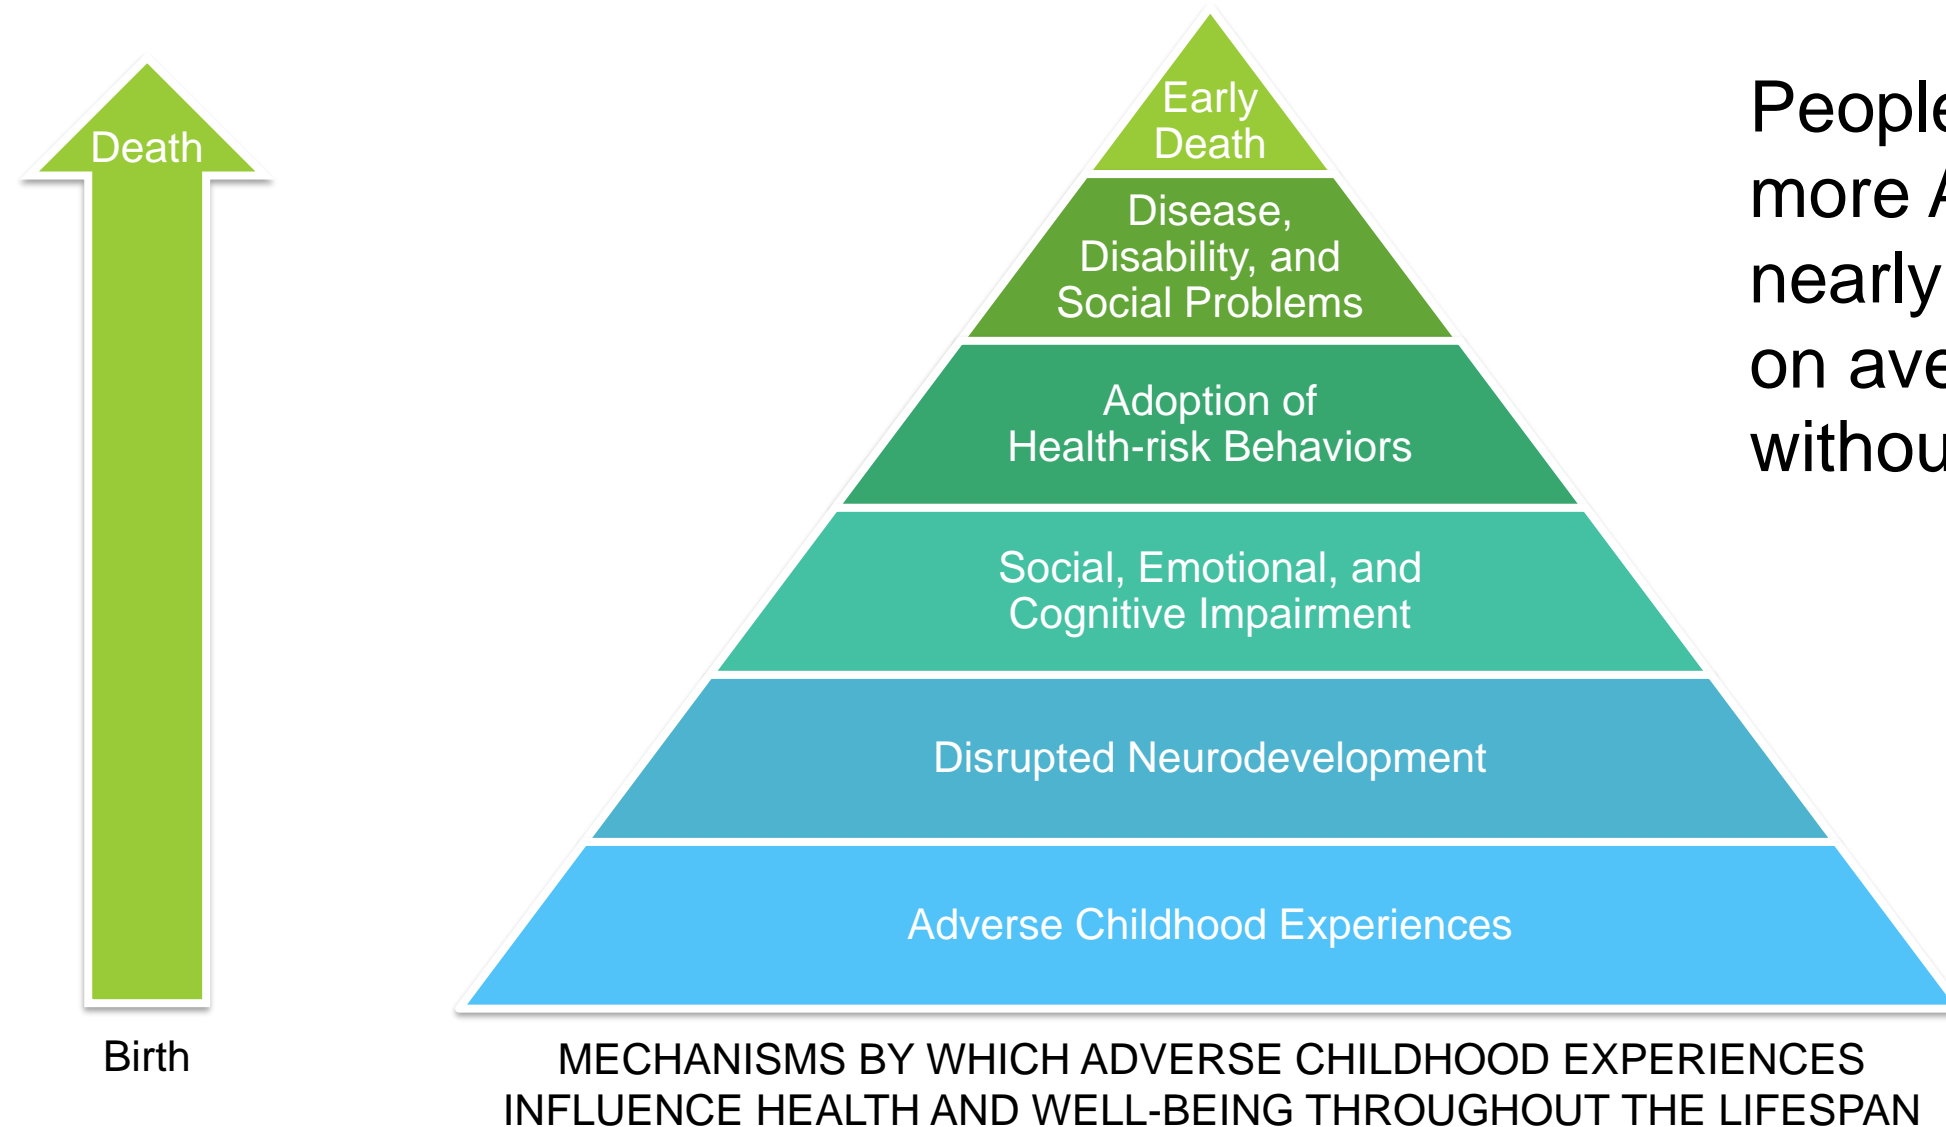 Death
Birth
Early
Death
Disease,
Disability, and
Social Problems
Adoption of
Health-risk Behaviors
Social, Emotional, and
Cognitive Impairment
Disrupted Neurodevelopment
Adverse Childhood Experiences
MECHANISMS BY WHICH ADVERSE CHILDHOOD EXPERIENCES
INFLUENCE HEALTH AND WELL-BEING THROUGHOUT THE LIFESPAN
more
nearly
on